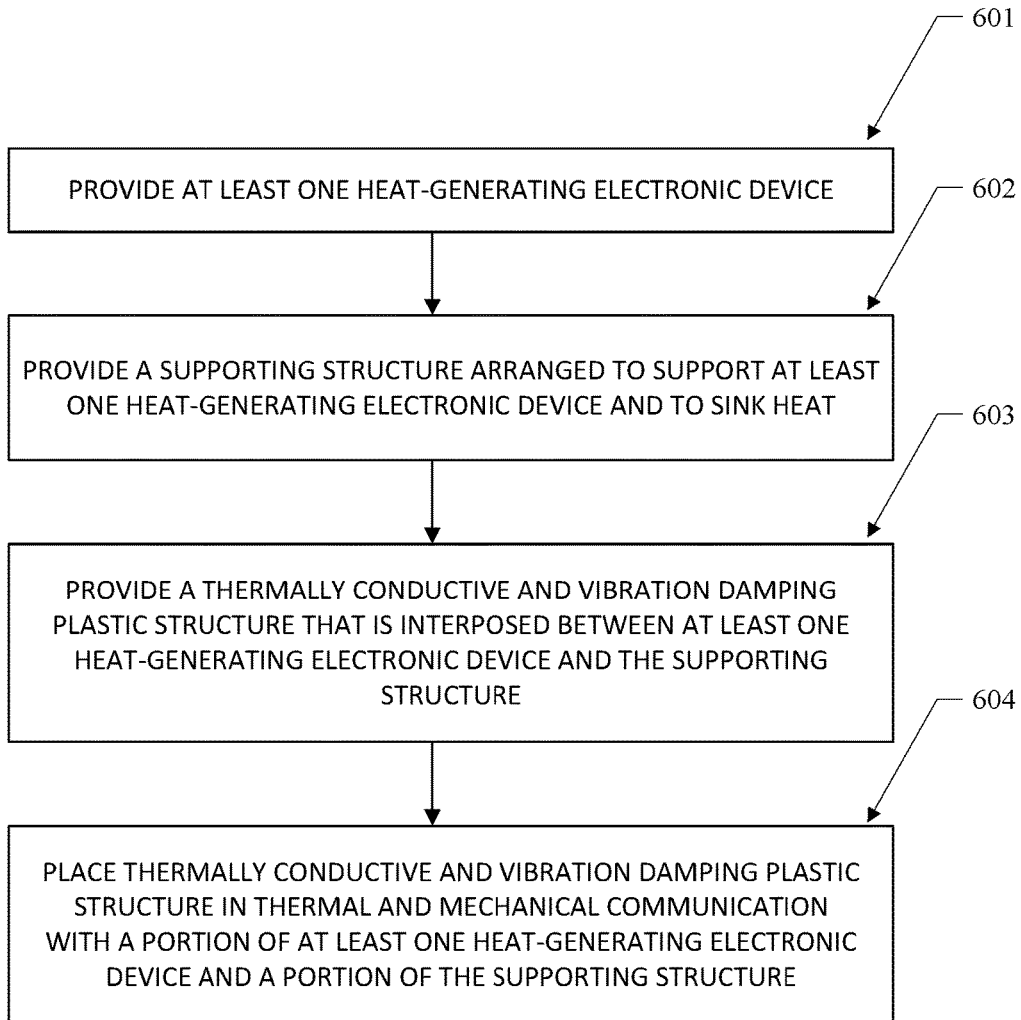 601
PROVIDE AT LEAST ONE HEAT-GENERATING ELECTRONIC DEVICE
602
PROVIDE A SUPPORTING STRUCTURE ARRANGED TO SUPPORT AT LEAST
ONE HEAT-GENERATING ELECTRONIC DEVICE AND TO SINK HEAT
603
PROVIDE A THERMALLY CONDUCTIVE AND VIBRATION DAMPING
PLASTIC STRUCTURE THAT IS INTERPOSED BETWEEN AT LEAST ONE
HEAT-GENERATING ELECTRONIC DEVICE AND THE SUPPORTING
STRUCTURE
604
PLACE THERMALLY CONDUCTIVE AND VIBRATION DAMPING PLASTIC
STRUCTURE IN THERMAL AND MECHANICAL COMMUNICATION
WITH A PORTION OF AT LEAST ONE HEAT-GENERATING ELECTRONIC
DEVICE AND A PORTION OF THE SUPPORTING STRUCTURE